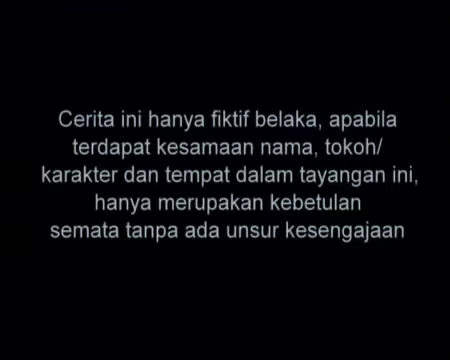 Cerita ini hanya fiktif belaka, apabila
terdapat kesamaan nama, tokoh/
karakter dan tempat dalam tayangan ini,
hanya merupakan kebetulan
semata tanpa ada unsur kesengajaan